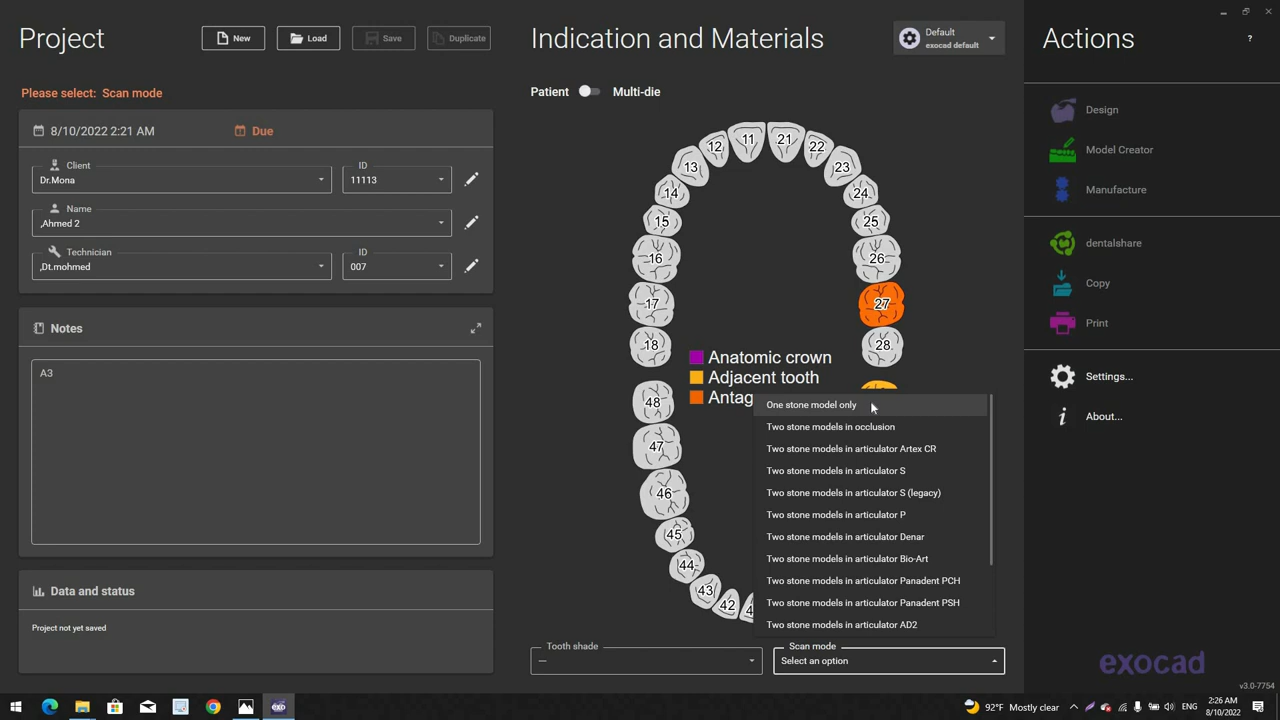 Project
New
Load
Save
Duplicate
Please select: Scan mode
8/10/2022 2:21 AM
Due
Client
Dr.Mona
ID
11113
Name
,Ahmed 2
Technician
,Dt.mohmed
ID
007
Notes
A3
Data and status
Project not yet saved
Indication and Materials
Default
exocad default
Patient
Multi-die
11
21
12
22
13
23
14
24
15
25
16
26
17
27
18
28
Anatomic crown
Adjacent tooth
Antag
48
47
46
45
44
43
42
One stone model only
Two stone models in occlusion
Two stone models in articulator Artex CR
Two stone models in articulator S
Two stone models in articulator S (legacy)
Two stone models in articulator P
Two stone models in articulator Denar
Two stone models in articulator Bio-Art
Two stone models in articulator Panadent PCH
Two stone models in articulator Panadent PSH
Two stone models in articulator AD2
Tooth shade
—
Scan mode
Select an option
Actions
?
Design
Model Creator
Manufacture
dentalshare
Copy
Print
Settings...
About...
exocad
v3.0-7754
92°F Mostly clear
ENG
2:26 AM
8/10/2022